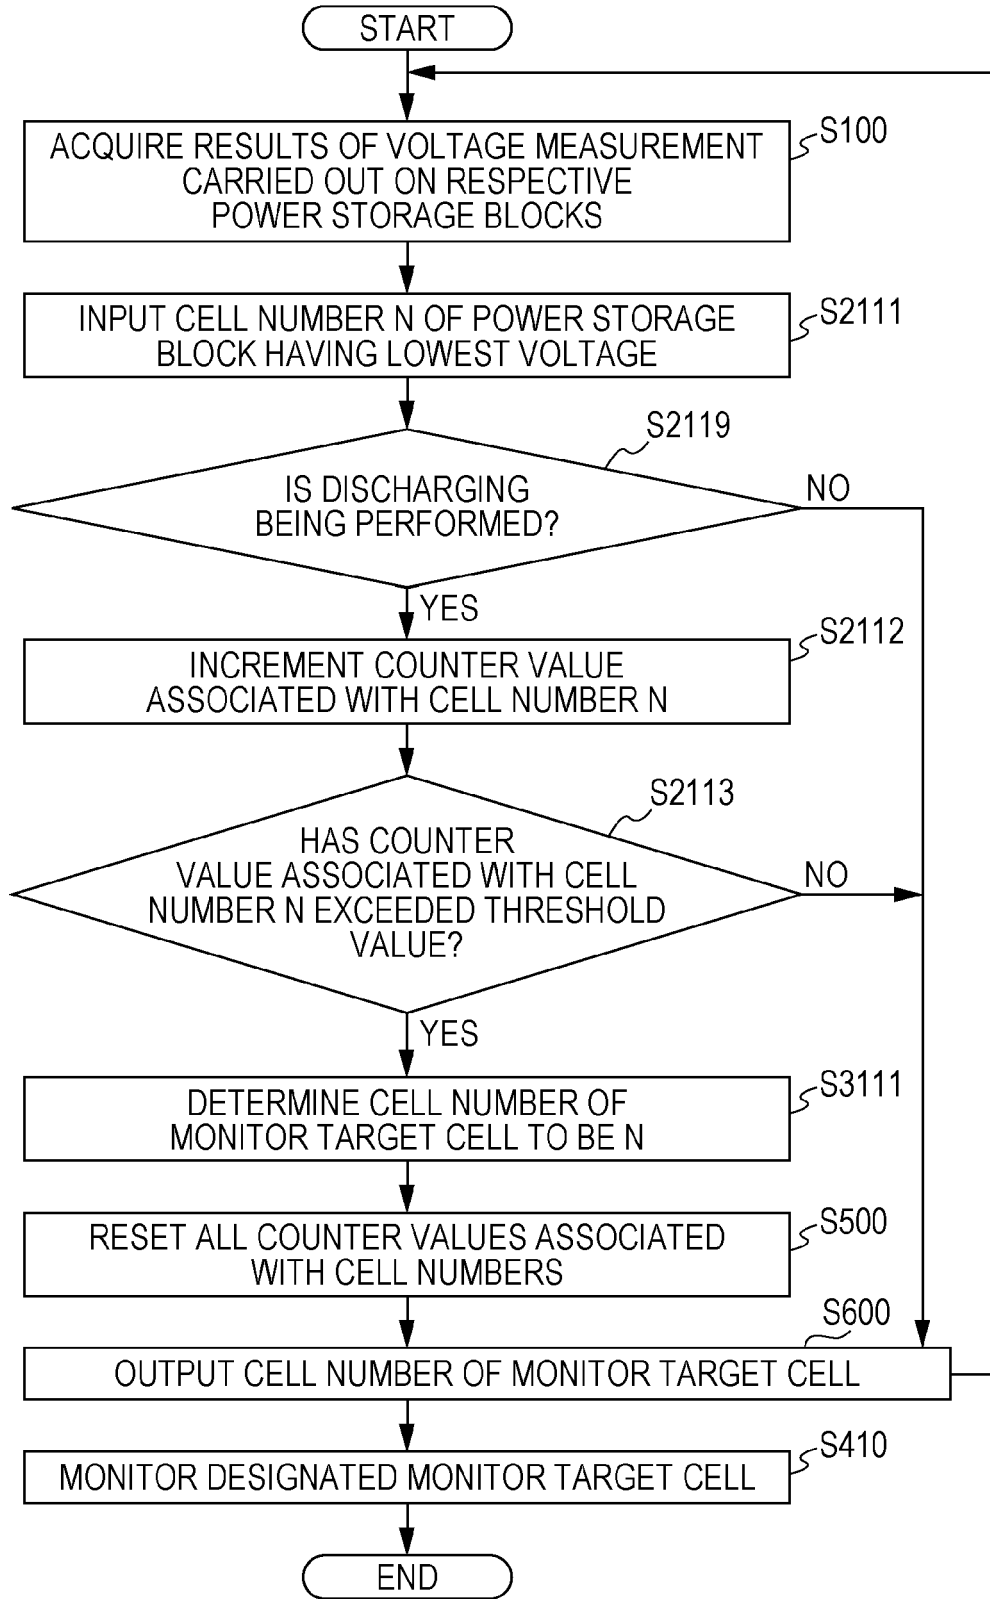 START
ACQUIRE RESULTS OF VOLTAGE MEASUREMENT
CARRIED OUT ON RESPECTIVE
POWER STORAGE BLOCKS
S100
INPUT CELL NUMBER N OF POWER STORAGE
BLOCK HAVING LOWEST VOLTAGE
S2111
S2119
IS DISCHARGING
BEING PERFORMED?
NO
YES
INCREMENT COUNTER VALUE
ASSOCIATED WITH CELL NUMBER N
S2112
S2113
HAS COUNTER
VALUE ASSOCIATED WITH CELL
NUMBER N EXCEEDED THRESHOLD
VALUE?
NO
YES
DETERMINE CELL NUMBER OF
MONITOR TARGET CELL TO BE N
S3111
RESET ALL COUNTER VALUES ASSOCIATED
WITH CELL NUMBERS
S500
S600
OUTPUT CELL NUMBER OF MONITOR TARGET CELL
MONITOR DESIGNATED MONITOR TARGET CELL
S410
END